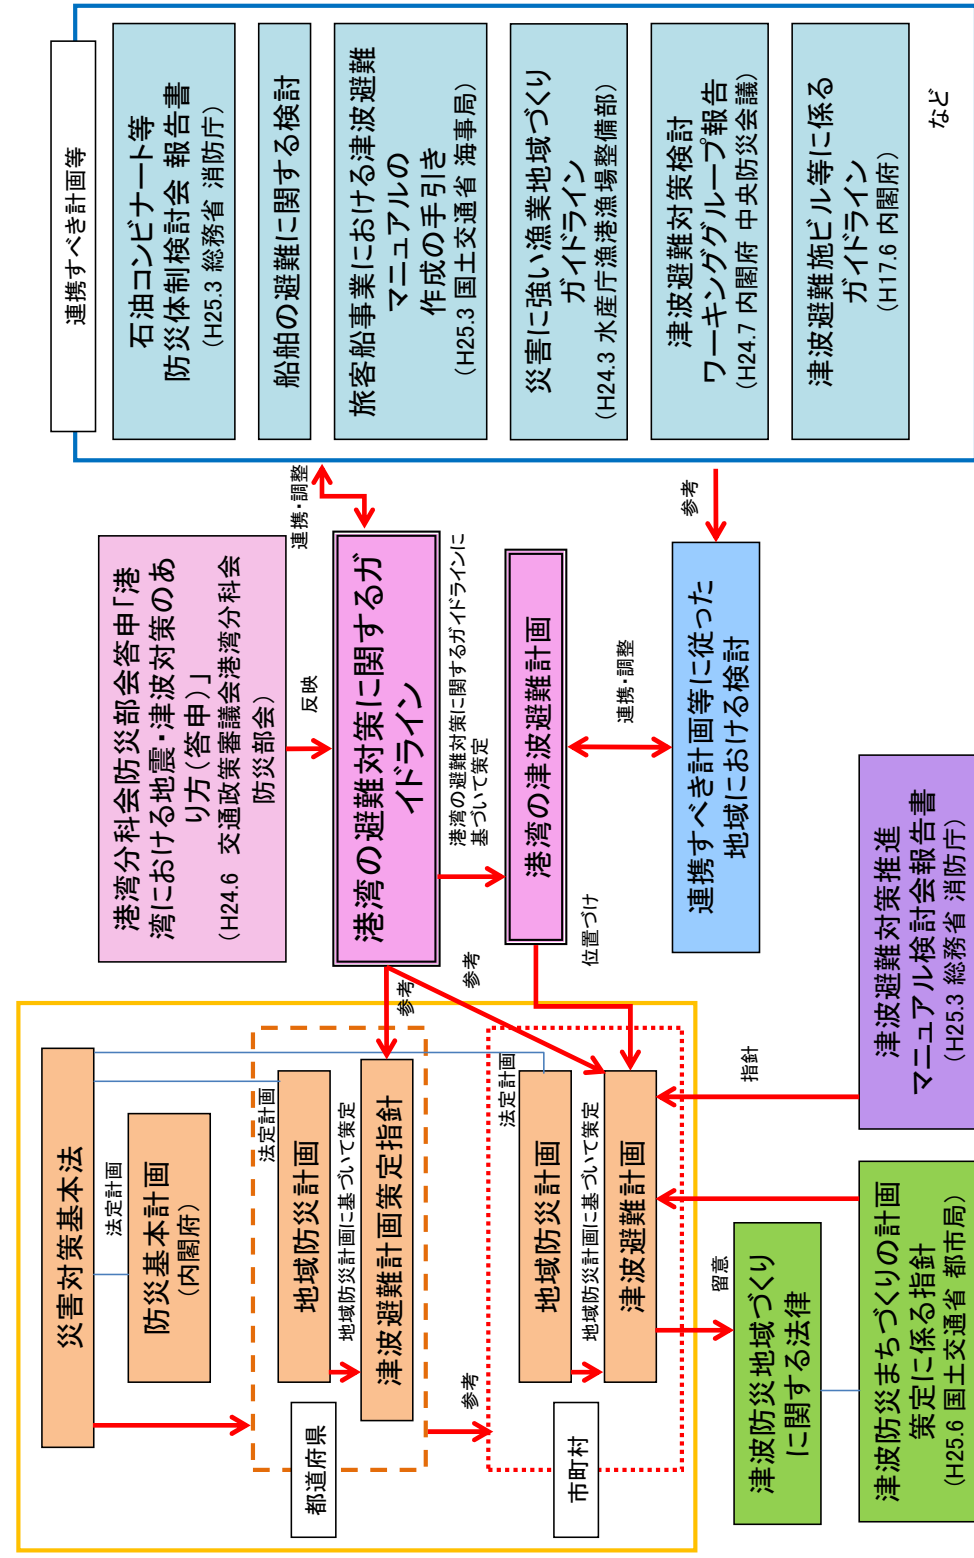 災害対策基本法
法定計画
防災基本計画
(内閣府)
都道府県
法定計画
地域防災計画
地域防災計画に基づいて策定
津波避難計画策定指針
参考
市町村
法定計画
地域防災計画
地域防災計画に基づいて策定
津波避難計画
留意
指針
津波防災地域づくり
に関する法律
津波防災まちづくりの計画
策定に係る指針
(H25.6 国土交通省 都市局)
津波避難対策推進
マニュアル検討会報告書
(H25.3 総務省 消防庁)
港湾分科会防災部会答申「港
湾における地震・津波対策のあ
り方(答申)」
(H24.6 交通政策審議会港湾分科会
防災部会)
反映
港湾の避難対策に関するガ
イドライン
参考
参考
連携・調整
港湾の避難対策に関するガイドラインに
基づいて策定
港湾の津波避難計画
位置づけ
連携・調整
連携すべき計画等に従った
地域における検討
参考
連携すべき計画等
石油コンビナート等
防災体制検討会 報告書
(H25.3 総務省 消防庁)
船舶の避難に関する検討
旅客船事業における津波避難
マニュアルの
作成の手引き
(H25.3 国土交通省 海事局)
災害に強い漁業地域づくり
ガイドライン
(H24.3 水産庁漁港漁場整備部)
津波避難対策検討
ワーキンググループ報告
(H24.7 内閣府 中央防災会議)
津波避難施ビル等に係る
ガイドライン
(H17.6 内閣府)
など